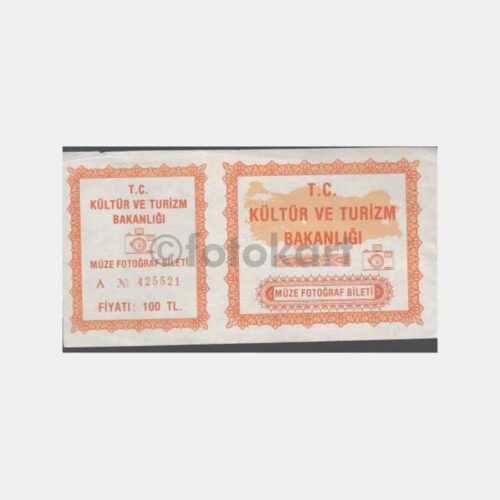 T.C.
KÜLTÜR VE TURİZM
BAKANLIĞI
MÜZE FOTOĞRAF BİLETİ
A № 425521
FİYATI: 100 TL.
T.C.
KÜLTÜR VE TURİZM
BAKANLIĞI
MÜZE FOTOĞRAF BİLETİ
©fotokart